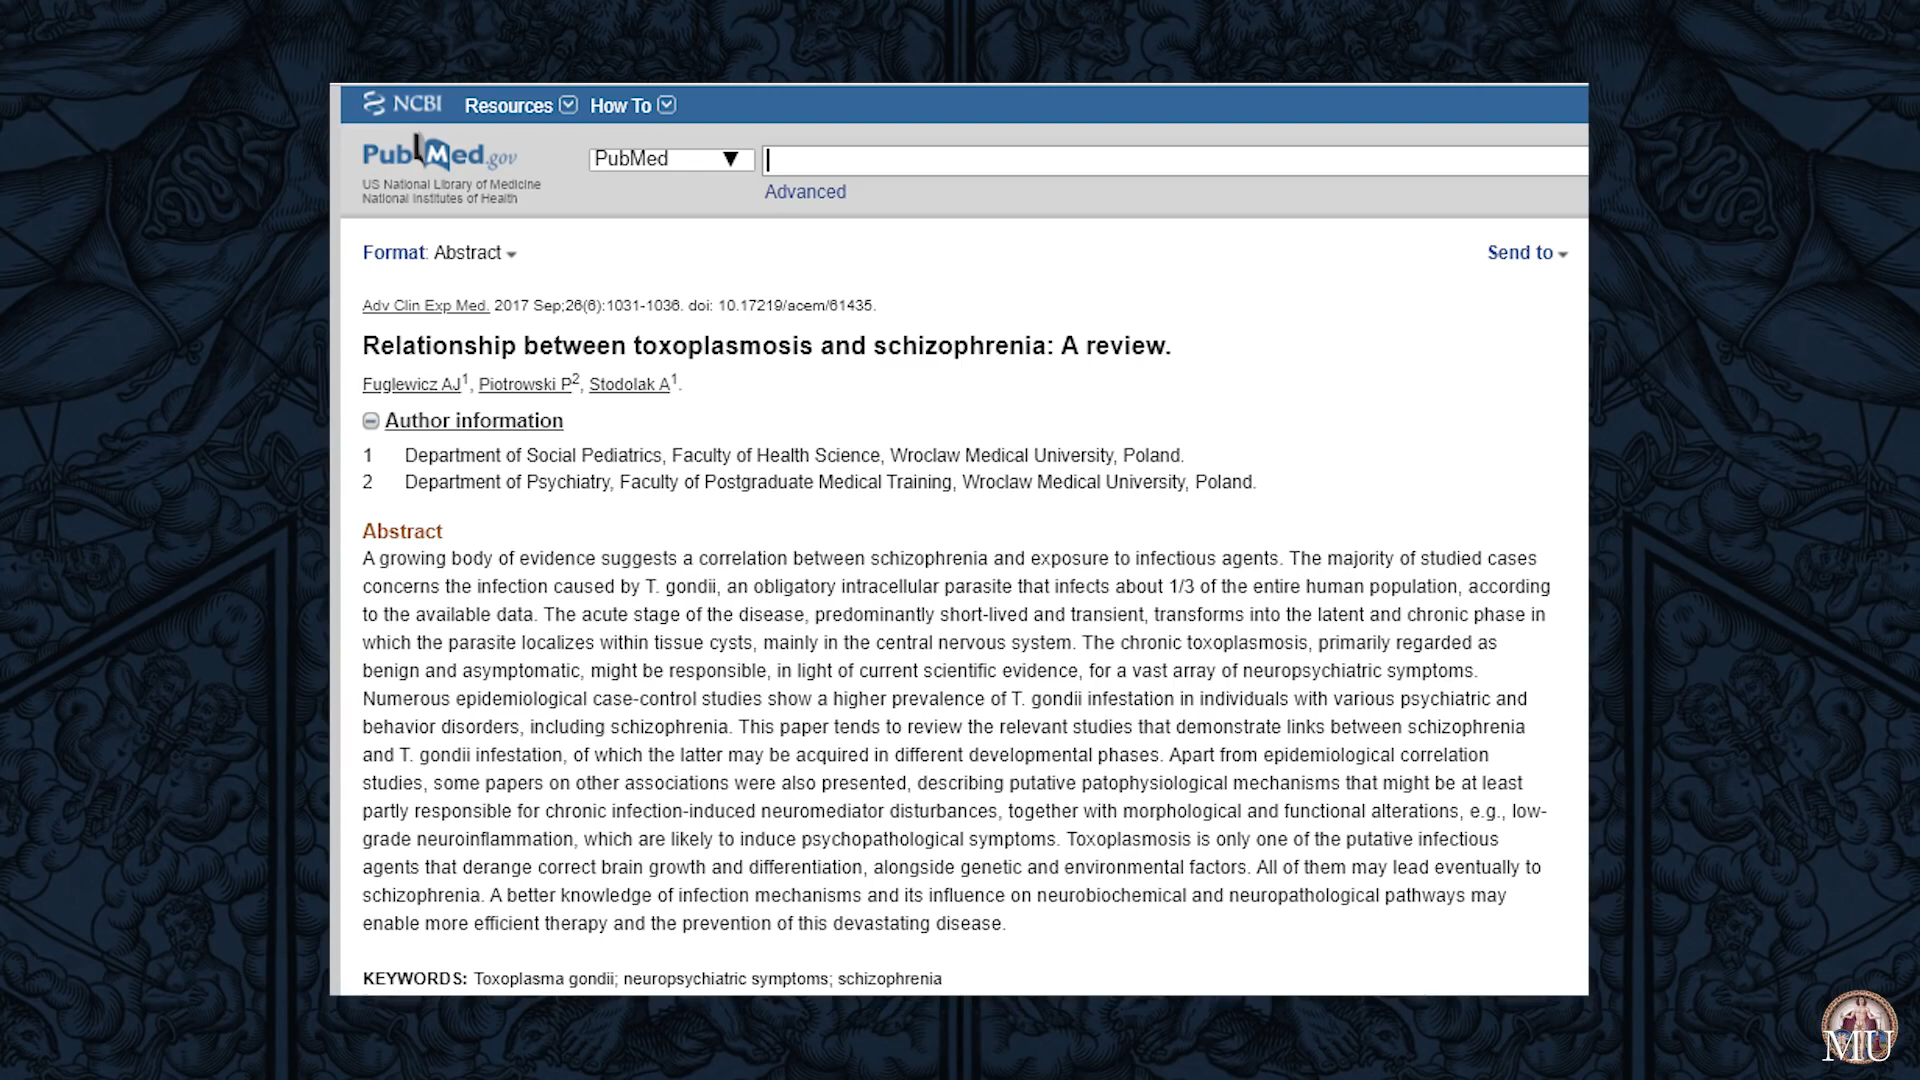 NCBI Resources How To
PubMed.gov
US National Library of Medicine
National Institutes of Health
PubMed
Advanced
Format: Abstract
Send to
Adv Clin Exp Med. 2017 Sep;26(6):1031-1036. doi: 10.17219/acem/61435.
Relationship between toxoplasmosis and schizophrenia: A review.
Fuglewicz AJ1, Piotrowski P2, Stodolak A1.
Author information
1 Department of Social Pediatrics, Faculty of Health Science, Wroclaw Medical University, Poland.
2 Department of Psychiatry, Faculty of Postgraduate Medical Training, Wroclaw Medical University, Poland.
Abstract
A growing body of evidence suggests a correlation between schizophrenia and exposure to infectious agents. The majority of studied cases
concerns the infection caused by T. gondii, an obligatory intracellular parasite that infects about 1/3 of the entire human population, according
to the available data. The acute stage of the disease, predominantly short-lived and transient, transforms into the latent and chronic phase in
which the parasite localizes within tissue cysts, mainly in the central nervous system. The chronic toxoplasmosis, primarily regarded as
benign and asymptomatic, might be responsible, in light of current scientific evidence, for a vast array of neuropsychiatric symptoms.
Numerous epidemiological case-control studies show a higher prevalence of T. gondii infestation in individuals with various psychiatric and
behavior disorders, including schizophrenia. This paper tends to review the relevant studies that demonstrate links between schizophrenia
and T. gondii infestation, of which the latter may be acquired in different developmental phases. Apart from epidemiological correlation
studies, some papers on other associations were also presented, describing putative patophysiological mechanisms that might be at least
partly responsible for chronic infection-induced neuromediator disturbances, together with morphological and functional alterations, e.g., low-
grade neuroinflammation, which are likely to induce psychopathological symptoms. Toxoplasmosis is only one of the putative infectious
agents that derange correct brain growth and differentiation, alongside genetic and environmental factors. All of them may lead eventually to
schizophrenia. A better knowledge of infection mechanisms and its influence on neurobiochemical and neuropathological pathways may
enable more efficient therapy and the prevention of this devastating disease.
KEYWORDS: Toxoplasma gondii; neuropsychiatric symptoms; schizophrenia
MU